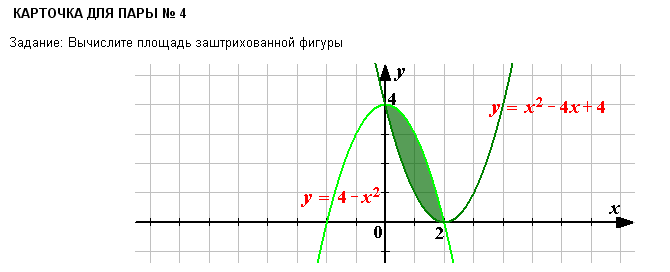 КАРТОЧКА ДЛЯ ПАРЫ № 4
Задание: Вычислите площадь заштрихованной фигуры
y
4
y = x² - 4x + 4
y = 4 - x²
x
0
2